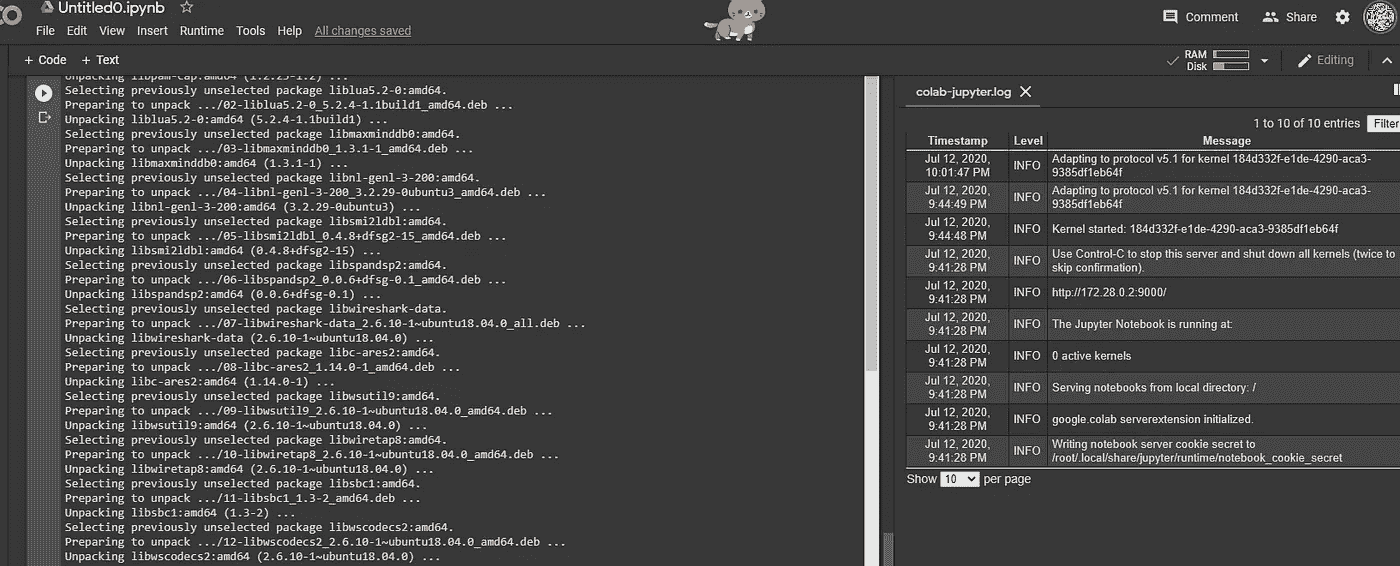 Untitled0.ipynb
File Edit View Insert Runtime Tools Help All changes saved
Comment Share
+ Code + Text
RAM
Disk
Editing
Unpacking libpam-cap:amd64 (1:2.25-1.2) ...
Selecting previously unselected package liblua5.2-0:amd64.
Preparing to unpack .../02-liblua5.2-0_5.2.4-1.1build1_amd64.deb ...
Unpacking liblua5.2-0:amd64 (5.2.4-1.1build1) ...
Selecting previously unselected package libmaxminddb0:amd64.
Preparing to unpack .../03-libmaxminddb0_1.3.1-1_amd64.deb ...
Unpacking libmaxminddb0:amd64 (1.3.1-1) ...
Selecting previously unselected package libnl-genl-3-200:amd64.
Preparing to unpack .../04-libnl-genl-3-200_3.2.29-0ubuntu3_amd64.deb ...
Unpacking libnl-genl-3-200:amd64 (3.2.29-0ubuntu3) ...
Selecting previously unselected package libsmi2ldbl:amd64.
Preparing to unpack .../05-libsmi2ldbl_0.4.8+dfsg2-15_amd64.deb ...
Unpacking libsmi2ldbl:amd64 (0.4.8+dfsg2-15) ...
Selecting previously unselected package libspandsp2:amd64.
Preparing to unpack .../06-libspandsp2_0.0.6+dfsg-0.1_amd64.deb ...
Unpacking libspandsp2:amd64 (0.0.6+dfsg-0.1) ...
Selecting previously unselected package libwireshark-data.
Preparing to unpack .../07-libwireshark-data_2.6.10-1~ubuntu18.04.0_all.deb ...
Unpacking libwireshark-data (2.6.10-1~ubuntu18.04.0) ...
Selecting previously unselected package libc-ares2:amd64.
Preparing to unpack .../08-libc-ares2_1.14.0-1_amd64.deb ...
Unpacking libc-ares2:amd64 (1.14.0-1) ...
Selecting previously unselected package libwsutil9:amd64.
Preparing to unpack .../09-libwsutil9_2.6.10-1~ubuntu18.04.0_amd64.deb ...
Unpacking libwsutil9:amd64 (2.6.10-1~ubuntu18.04.0) ...
Selecting previously unselected package libwiretap8:amd64.
Preparing to unpack .../10-libwiretap8_2.6.10-1~ubuntu18.04.0_amd64.deb ...
Unpacking libwiretap8:amd64 (2.6.10-1~ubuntu18.04.0) ...
Selecting previously unselected package libsbc1:amd64.
Preparing to unpack .../11-libsbc1_1.3-2_amd64.deb ...
Unpacking libsbc1:amd64 (1.3-2) ...
Selecting previously unselected package libwscodecs2:amd64.
Preparing to unpack .../12-libwscodecs2_2.6.10-1~ubuntu18.04.0_amd64.deb ...
Unpacking libwscodecs2:amd64 (2.6.10-1~ubuntu18.04.0) ...
colab-jupyter.log
1 to 10 of 10 entries Filter
Timestamp Level Message
Jul 12, 2020, 10:01:47 PM INFO Adapting to protocol v5.1 for kernel 184d332f-e1de-4290-aca3-9385df1eb64f
Jul 12, 2020, 9:44:49 PM INFO Adapting to protocol v5.1 for kernel 184d332f-e1de-4290-aca3-9385df1eb64f
Jul 12, 2020, 9:44:48 PM INFO Kernel started: 184d332f-e1de-4290-aca3-9385df1eb64f
Jul 12, 2020, 9:41:28 PM INFO Use Control-C to stop this server and shut down all kernels (twice to skip confirmation).
Jul 12, 2020, 9:41:28 PM INFO http://172.28.0.2:9000/
Jul 12, 2020, 9:41:28 PM INFO The Jupyter Notebook is running at:
Jul 12, 2020, 9:41:28 PM INFO 0 active kernels
Jul 12, 2020, 9:41:28 PM INFO Serving notebooks from local directory: /
Jul 12, 2020, 9:41:28 PM INFO google.colab serverextension initialized.
Jul 12, 2020, 9:41:28 PM INFO Writing notebook server cookie secret to /root/.local/share/jupyter/runtime/notebook_cookie_secret
Show 10 per page